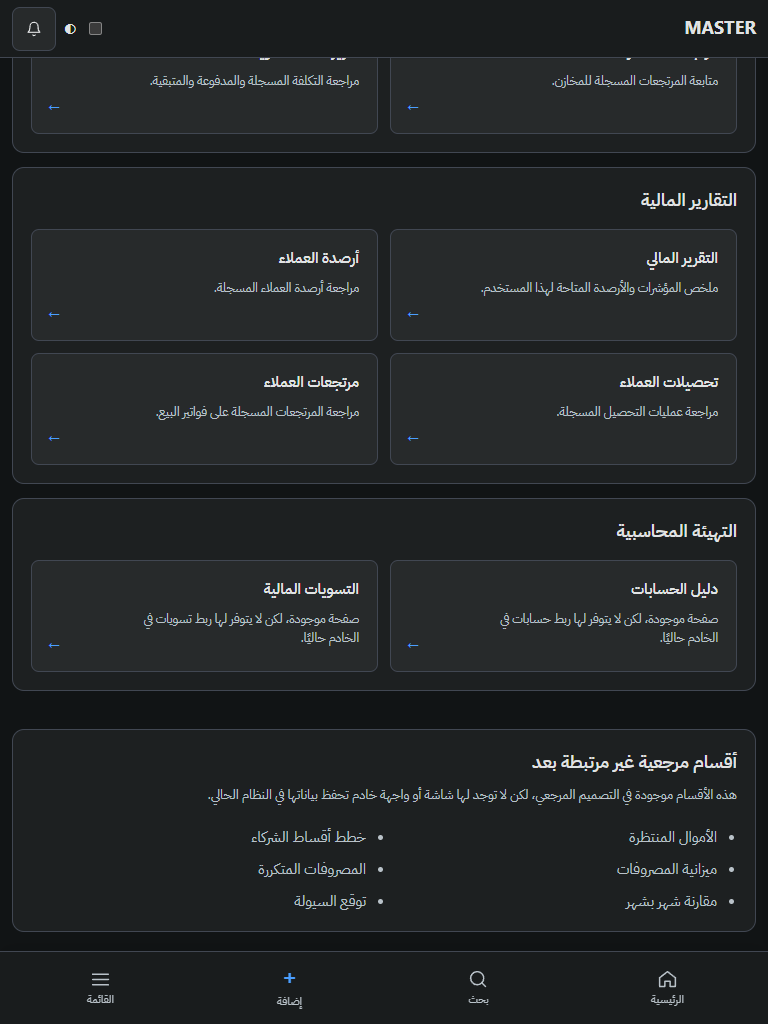 MASTER
متابعة المرتجعات المسجلة للمخازن.
←
مراجعة التكلفة المسجلة والمدفوعة والمتبقية.
←
التقارير المالية
التقرير المالي
ملخص المؤشرات والأرصدة المتاحة لهذا المستخدم.
←
أرصدة العملاء
مراجعة أرصدة العملاء المسجلة.
←
تحصيلات العملاء
مراجعة عمليات التحصيل المسجلة.
←
مرتجعات العملاء
مراجعة المرتجعات المسجلة على فواتير البيع.
←
التهيئة المحاسبية
دليل الحسابات
صفحة موجودة، لكن لا يتوفر لها ربط حسابات في
الخادم حاليًا.
←
التسويات المالية
صفحة موجودة، لكن لا يتوفر لها ربط تسويات في
الخادم حاليًا.
←
أقسام مرجعية غير مرتبطة بعد
هذه الأقسام موجودة في التصميم المرجعي، لكن لا توجد لها شاشة أو واجهة خادم تحفظ بياناتها في النظام الحالي.
• الأموال المنتظرة
• خطط أقساط الشركاء
• ميزانية المصروفات
• المصروفات المتكررة
• مقارنة شهر بشهر
• توقع السيولة
الرئيسية
بحث
إضافة
القائمة